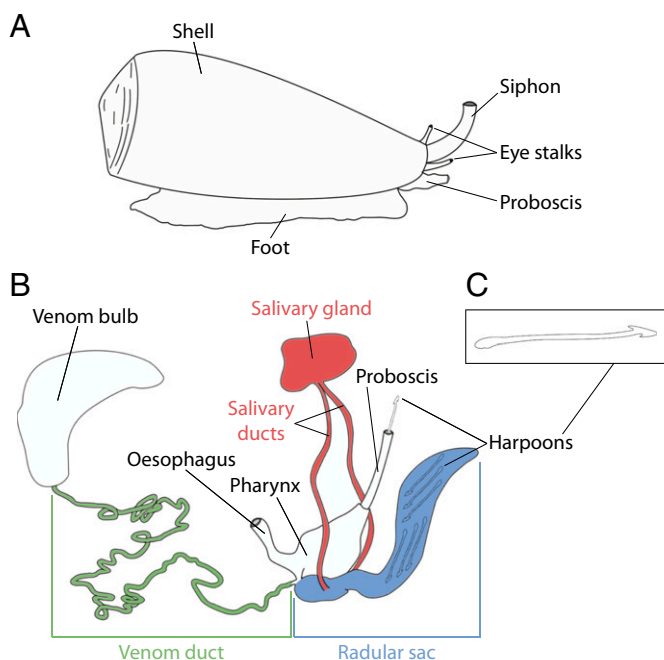 A
Shell
Siphon
Eye stalks
Proboscis
Foot
B
C
Venom bulb
Salivary gland
Proboscis
Salivary
ducts
Harpoons
Oesophagus
Pharynx
Venom duct
Radular sac